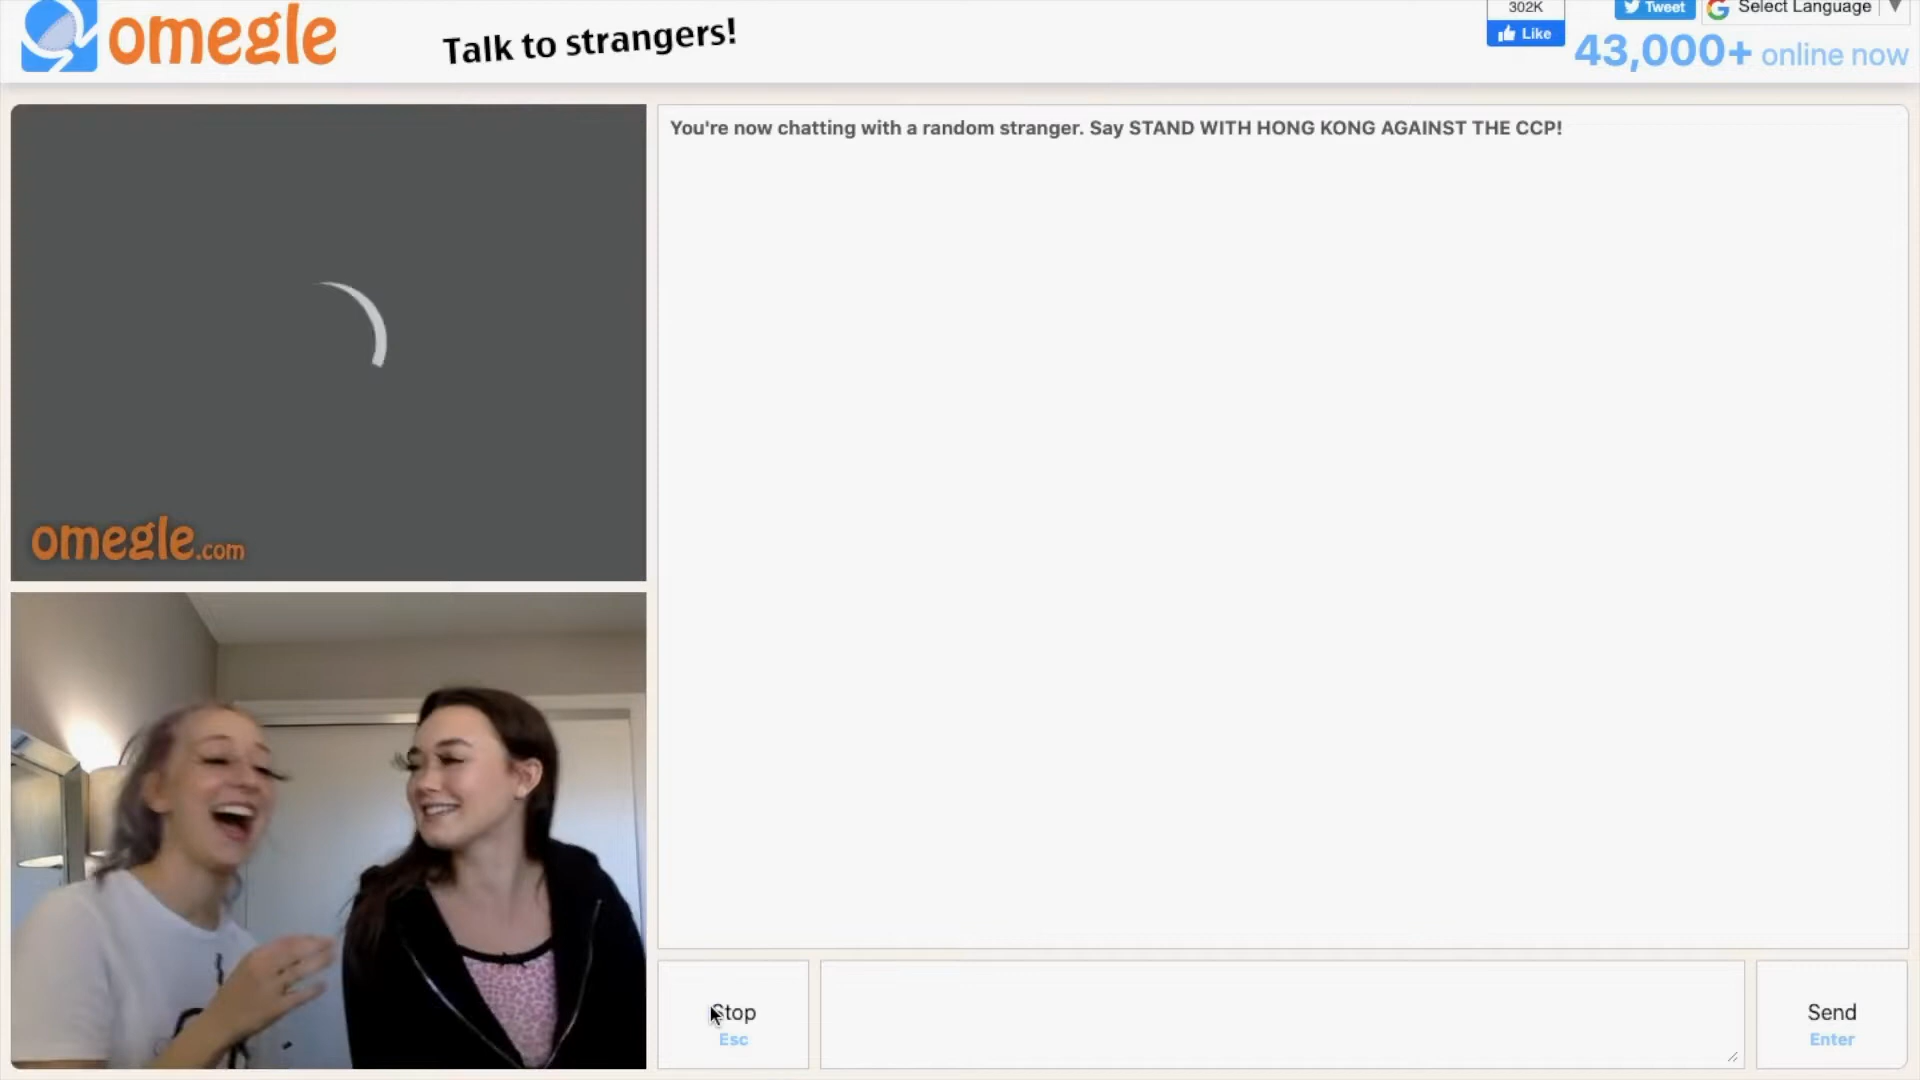 omegle
Talk to strangers!
302K
Like
Tweet
Select Language
43,000+ online now
You're now chatting with a random stranger. Say STAND WITH HONG KONG AGAINST THE CCP!
omegle.com
Stop
Esc
Send
Enter